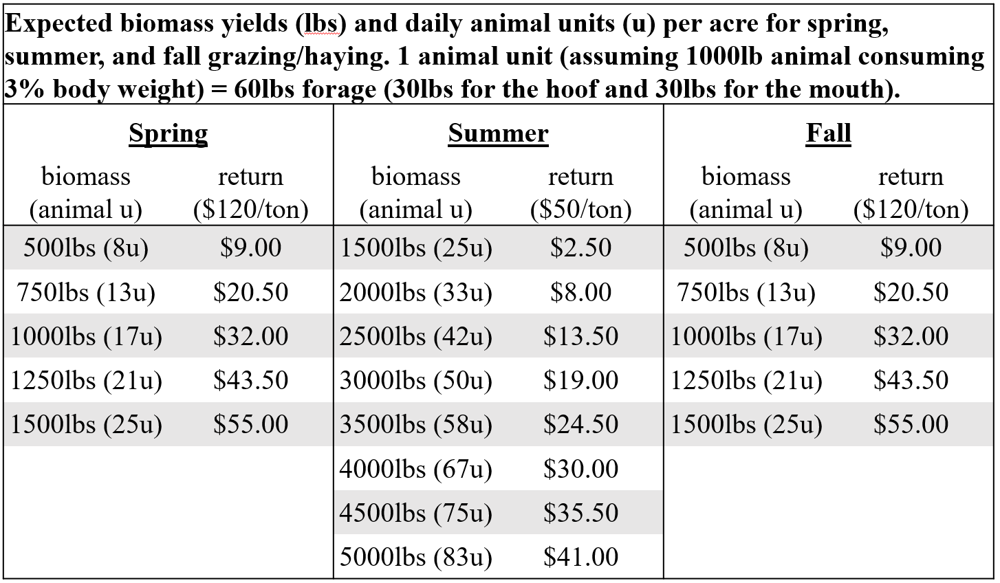 Expected biomass yields (lbs) and daily animal units (u) per acre for spring,
summer, and fall grazing/haying. 1 animal unit (assuming 1000lb animal consuming
3% body weight) = 60lbs forage (30lbs for the hoof and 30lbs for the mouth).
Spring Summer Fall
biomass return biomass return biomass return
(animal u) ($120/ton) (animal u) ($50/ton) (animal u) ($120/ton)
500lbs (8u) $9.00 1500lbs (25u) $2.50 500lbs (8u) $9.00
750lbs (13u) $20.50 2000lbs (33u) $8.00 750lbs (13u) $20.50
1000lbs (17u) $32.00 2500lbs (42u) $13.50 1000lbs (17u) $32.00
1250lbs (21u) $43.50 3000lbs (50u) $19.00 1250lbs (21u) $43.50
1500lbs (25u) $55.00 3500lbs (58u) $24.50 1500lbs (25u) $55.00
4000lbs (67u) $30.00
4500lbs (75u) $35.50
5000lbs (83u) $41.00